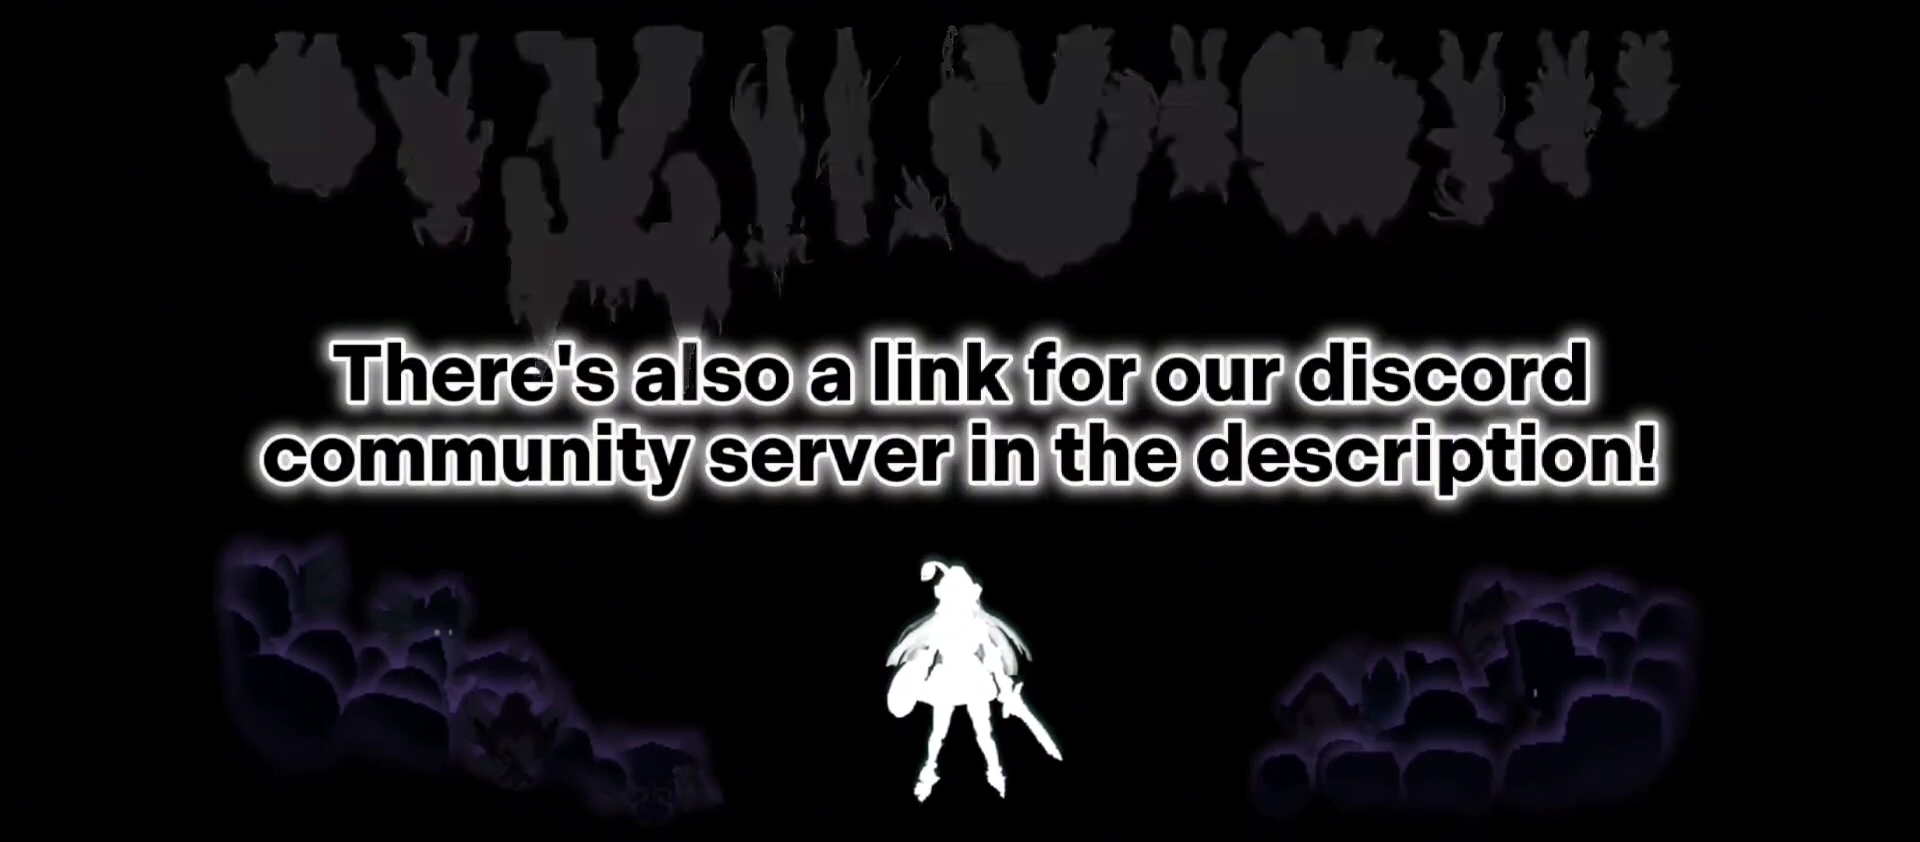 There's also a link for our discord
community server in the description!